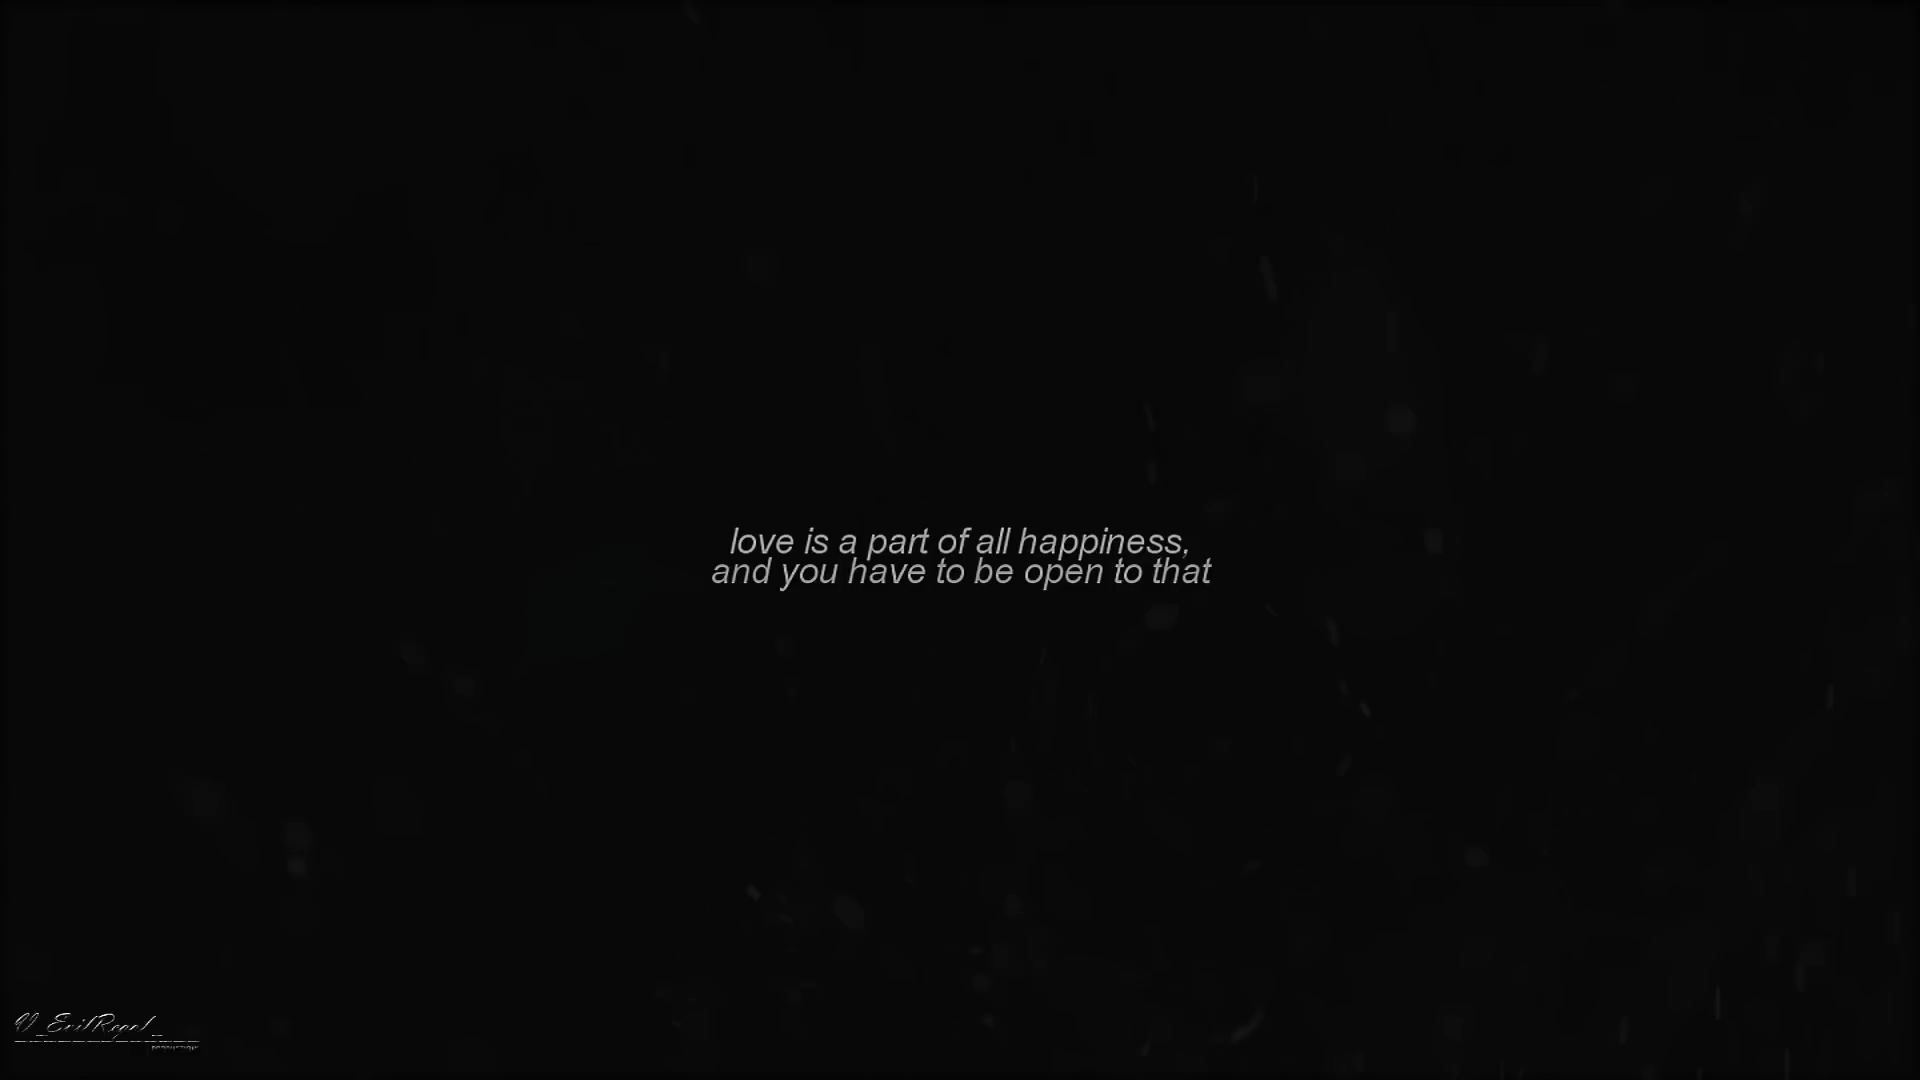 love is a part of all happiness,
and you have to be open to that